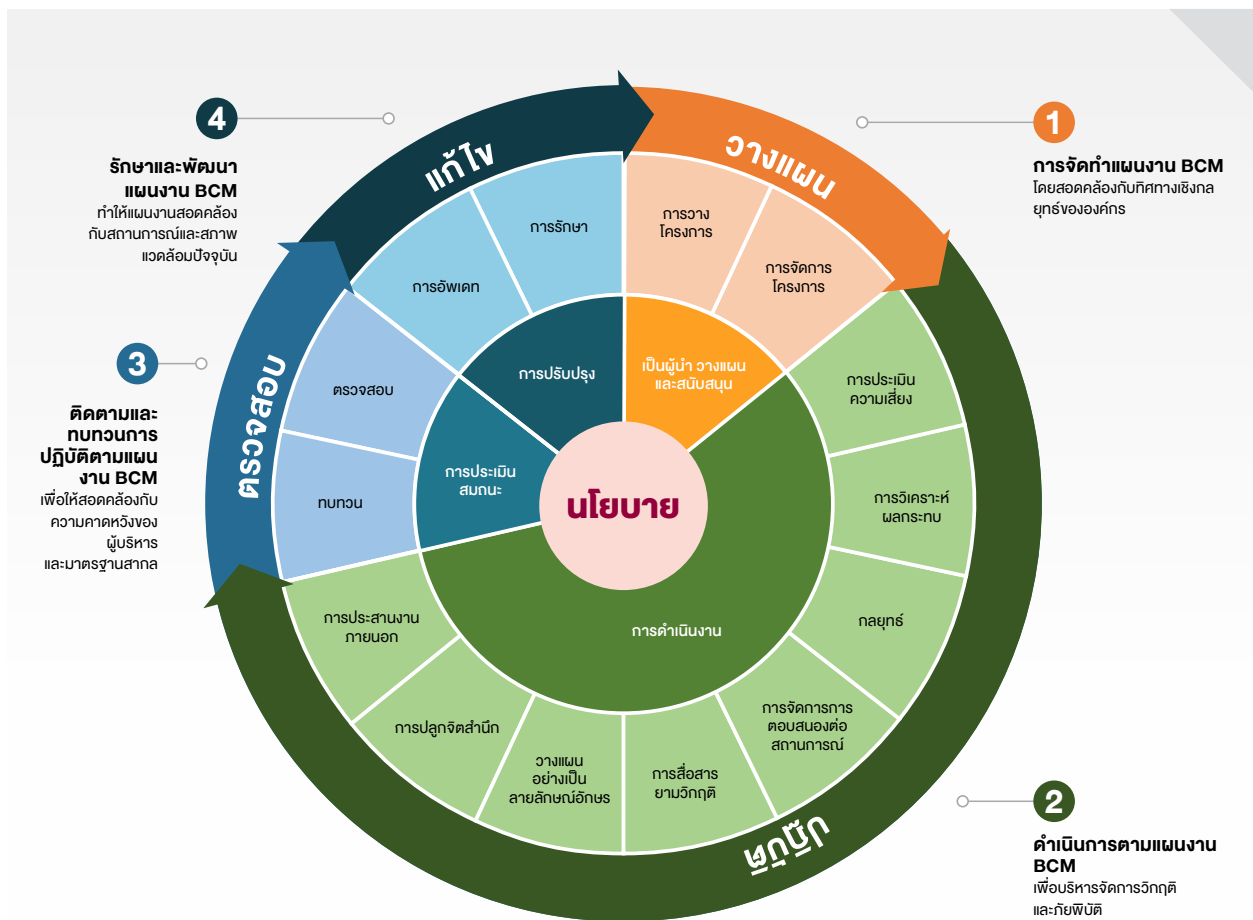 4
รักษาและพัฒนา
แผนงาน BCM
ทำให้แผนงานสอดคล้อง
กับสถานการณ์และสภาพ
แวดล้อมปัจจุบัน
แก้ไข
วางแผน
1
การจัดทำแผนงาน BCM
โดยสอดคล้องกับทิศทางเชิงกล
ยุทธ์ขององค์กร
การอัพเดท
การรักษา
การวาง
โครงการ
การจัดการ
โครงการ
3
ติดตามและ
ทบทวนการ
ปฏิบัติตามแผน
งาน BCM
เพื่อให้สอดคล้องกับ
ความคาดหวังของ
ผู้บริหาร
และมาตรฐานสากล
ตรวจสอบ
ตรวจสอบ
ทบทวน
การปรับปรุง
เป็นผู้นำ วางแผน
และสนับสนุน
การประเมิน
สมถนะ
นโยบาย
การดำเนินงาน
การประเมิน
ความเสี่ยง
การวิเคราะห์
ผลกระทบ
กลยุทธ์
การจัดการการ
ตอบสนองต่อ
สถานการณ์
การสื่อสาร
ยามวิกฤติ
วางแผน
อย่างเป็น
ลายลักษณ์อักษร
การปลูกจิตสำนึก
การประสานงาน
ภายนอก
ปฏิบัติ
2
ดำเนินการตามแผนงาน
BCM
เพื่อบริหารจัดการวิกฤติ
และภัยพิบัติ